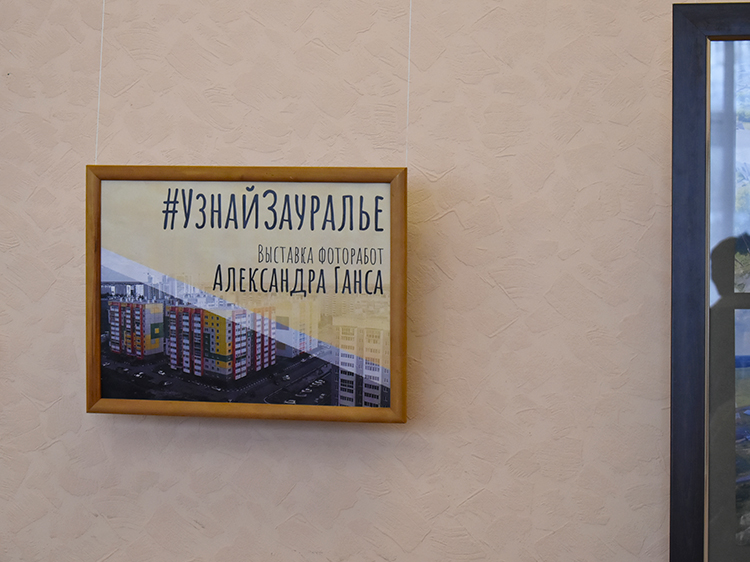 #УзнайЗауралье
Выставка фоторабот
Александра Ганса